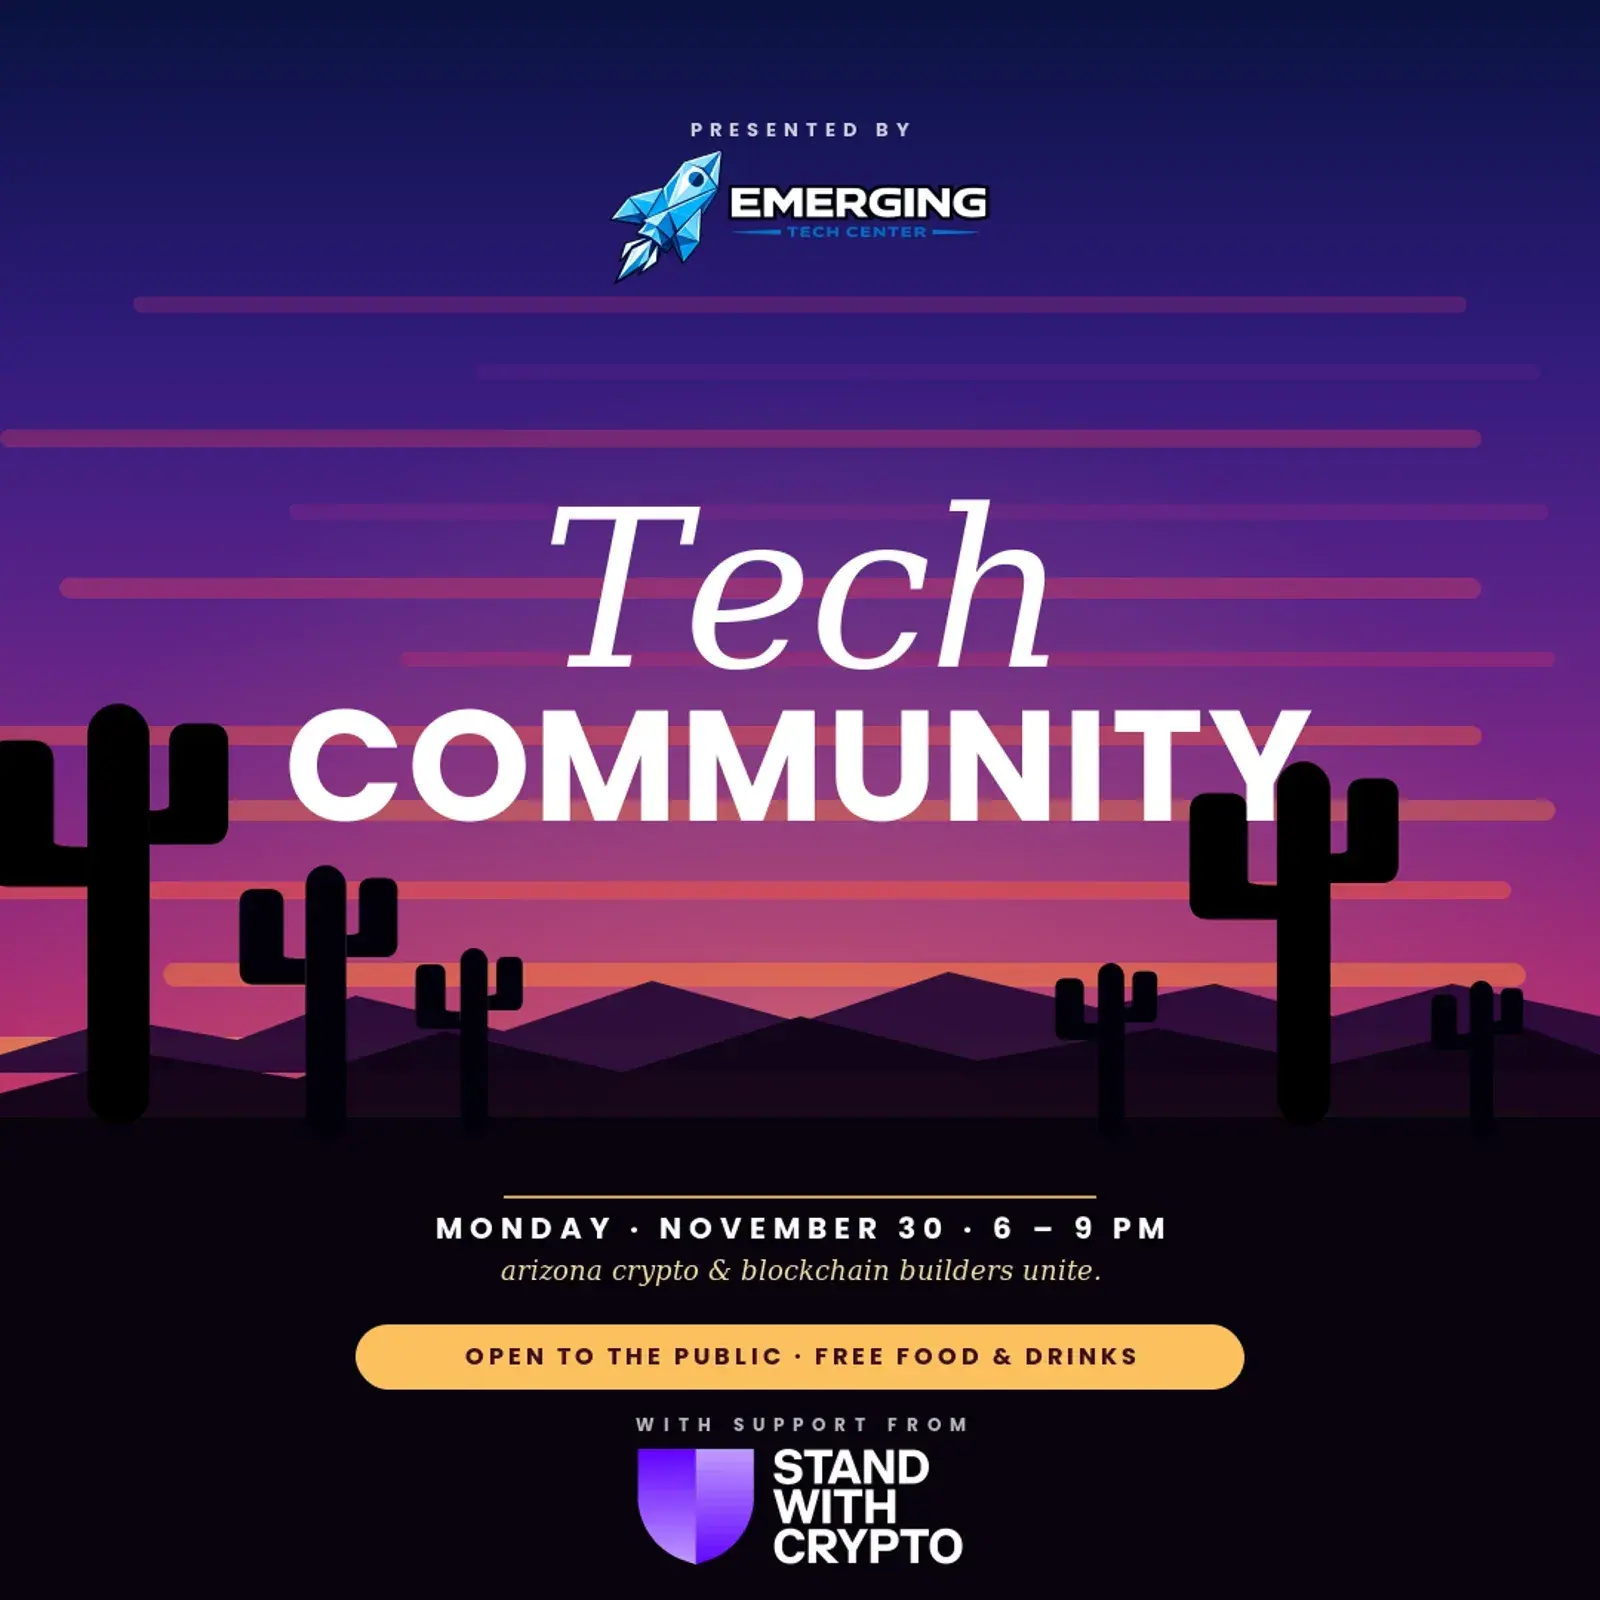 PRESENTED BY
EMERGING
TECH CENTER
Tech
COMMUNITY
MONDAY · NOVEMBER 30 · 6 – 9 PM
arizona crypto & blockchain builders unite.
OPEN TO THE PUBLIC · FREE FOOD & DRINKS
WITH SUPPORT FROM
STAND
WITH
CRYPTO